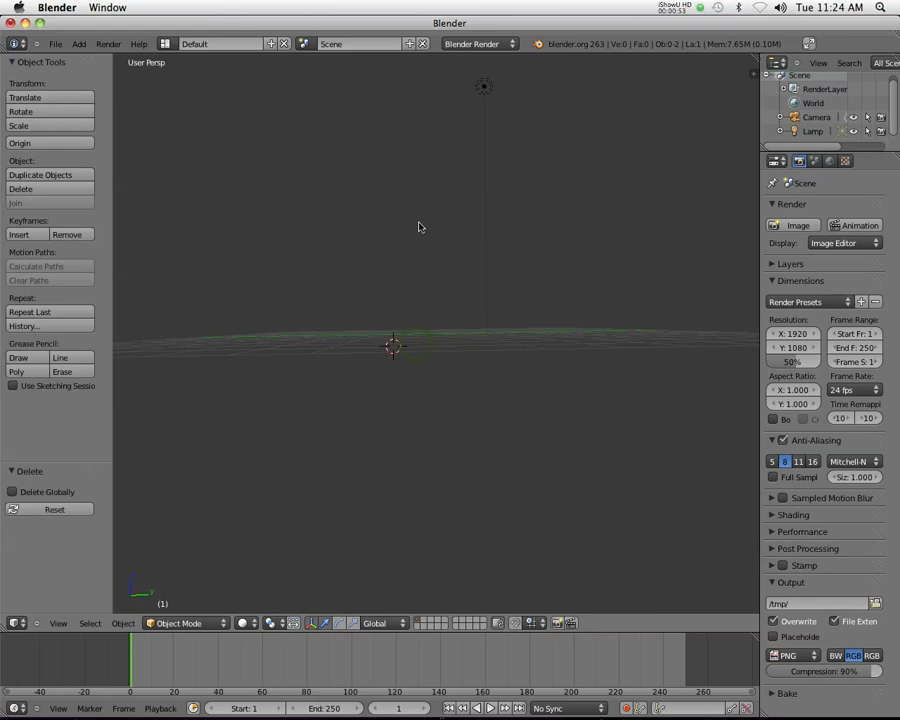 Blender Window
iShowU HD
00:00:53
Tue 11:24 AM
Blender
File Add Render Help
Default
Scene
Blender Render
blender.org 263 | Ve:0 | Fa:0 | Ob:0-2 | La:1 | Mem:7.65M (0.10M)
Object Tools
Transform:
Translate
Rotate
Scale
Origin
Object:
Duplicate Objects
Delete
Join
Keyframes:
Insert Remove
Motion Paths:
Calculate Paths
Clear Paths
Repeat:
Repeat Last
History...
Grease Pencil:
Draw Line
Poly Erase
Use Sketching Sessio
Delete
Delete Globally
Reset
User Persp
y
(1)
View Select Object
Object Mode
Global
-40 -20 0 20 40 60 80 100 120 140 160 180 200 220 240 260
View Marker Frame Playback
Start: 1
End: 250
1
No Sync
View Search All Scen
Scene
RenderLayer
World
Camera
Lamp
Scene
Render
Image Animation
Display: Image Editor
Layers
Dimensions
Render Presets
Resolution: Frame Range:
X: 1920 Start Fr: 1
Y: 1080 End F: 250
50% Frame S: 1
Aspect Ratio: Frame Rate:
X: 1.000 24 fps
Y: 1.000 Time Remappi
Bo Cr 10 10
Anti-Aliasing
5 8 11 16 Mitchell-N
Full Sampl Siz: 1.000
Sampled Motion Blur
Shading
Performance
Post Processing
Stamp
Output
/tmp/
Overwrite File Exten
Placeholde
PNG BW RGB RGB
Compression: 90%
Bake